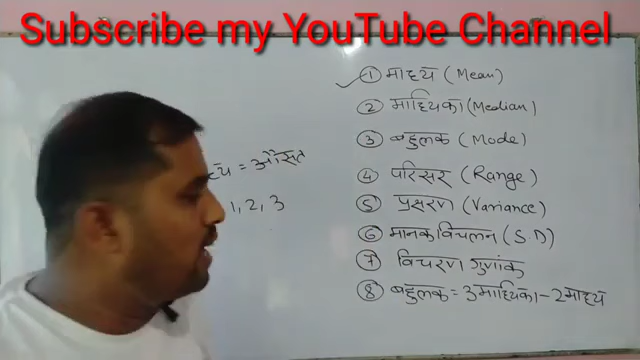 Subscribe my YouTube Channel
① माध्य (Mean)
② माध्यिका (Median)
③ बहुलक (Mode)
④ परिसर (Range)
⑤ प्रसरण (Variance)
⑥ मानक विचलन (S D)
⑦ विचरण गुणांक
⑧ बहुलक = 3 माध्यिका - 2 माध्य
= औसत
1, 2, 3